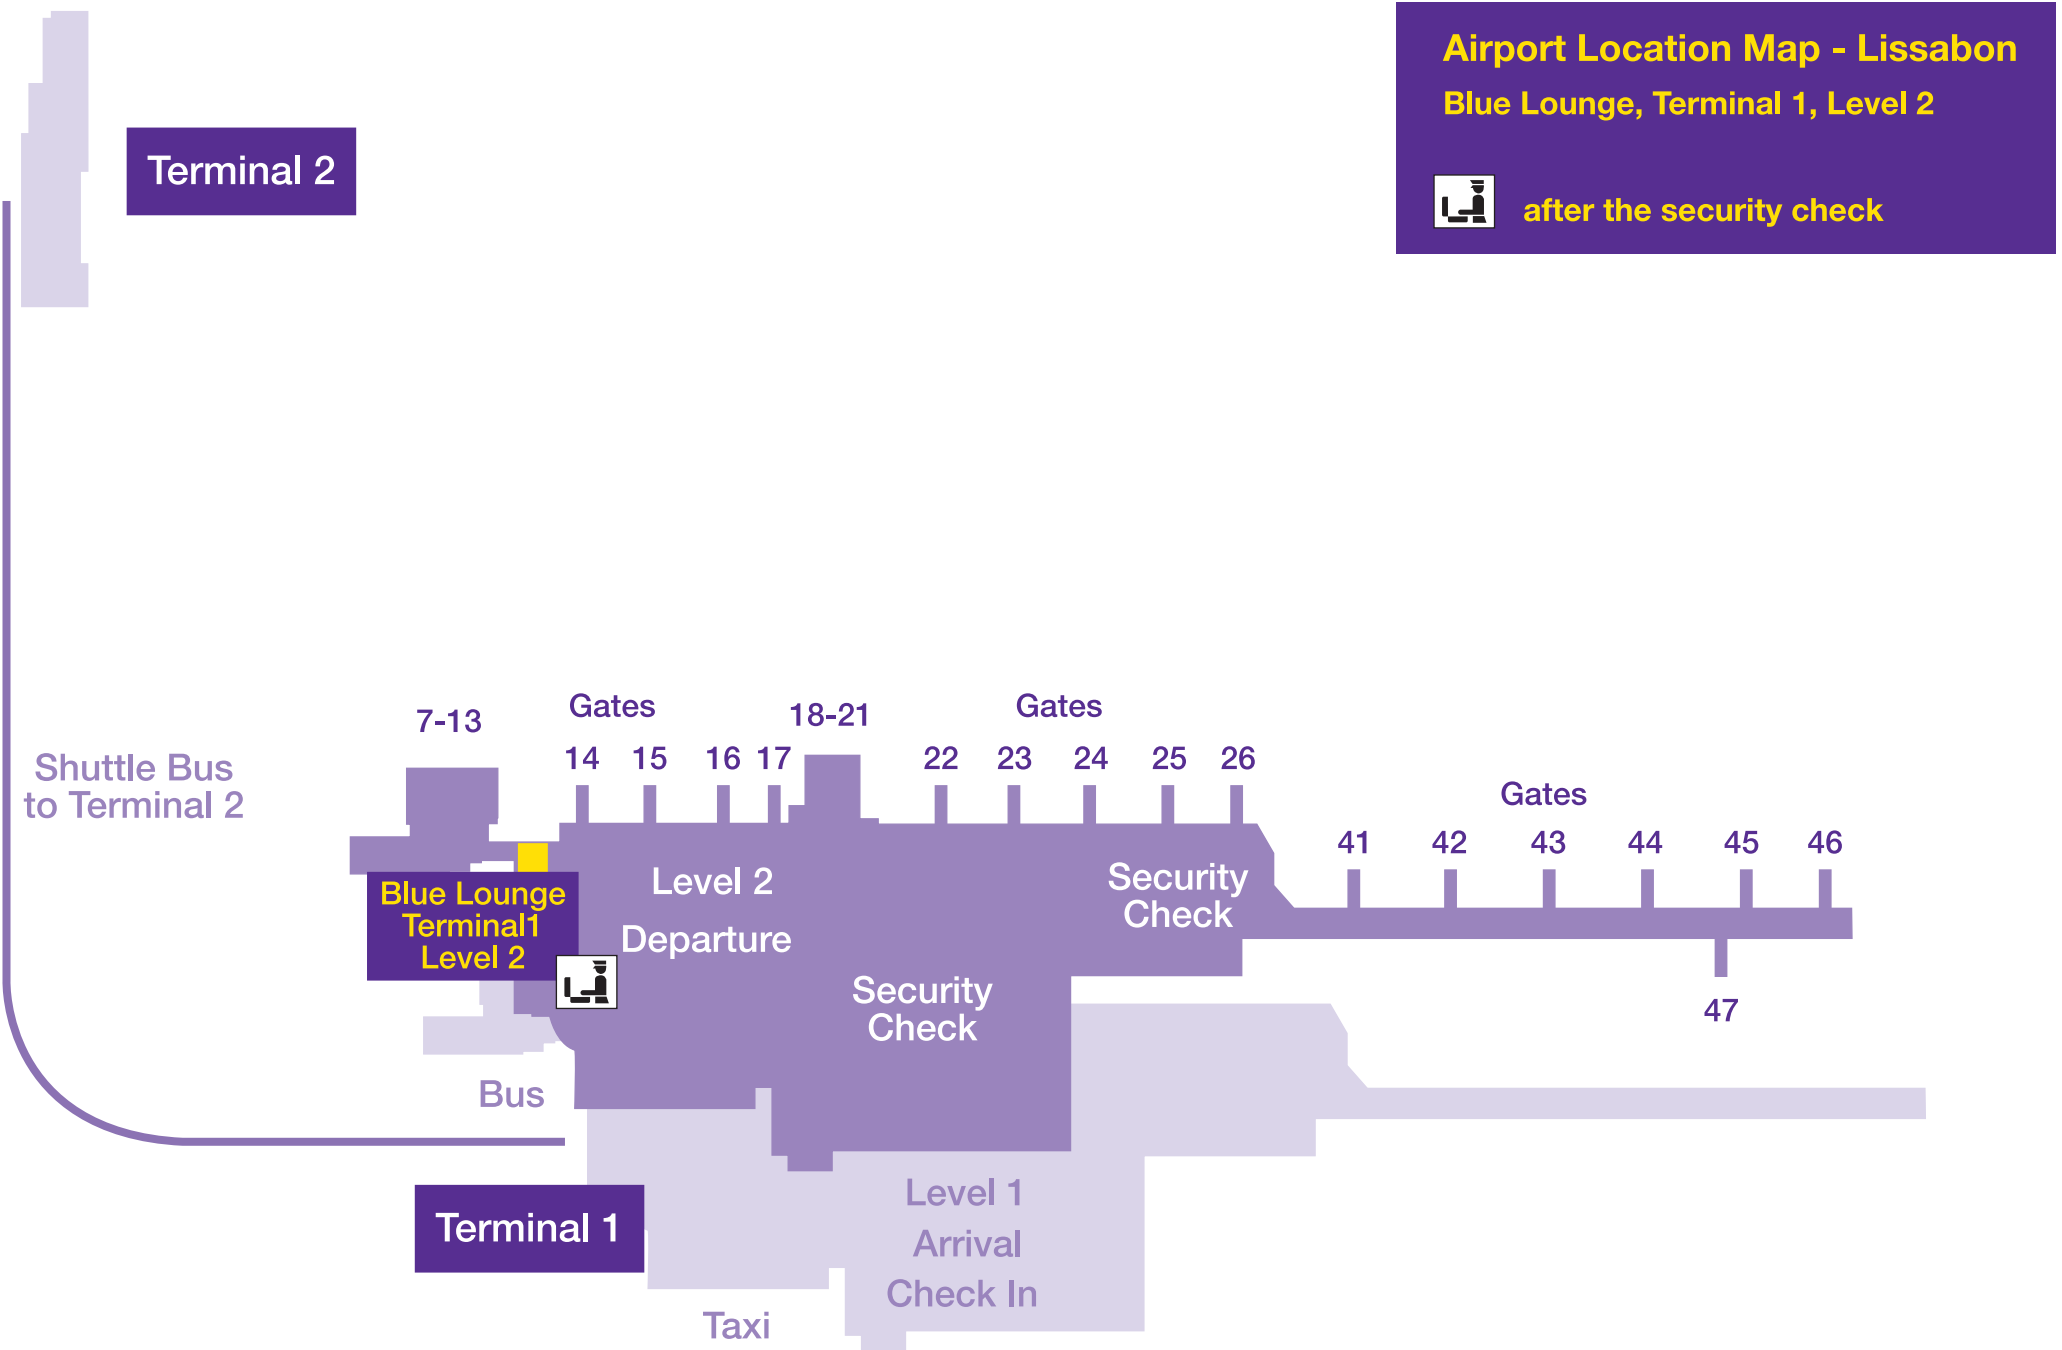 Airport Location Map - Lissabon
Blue Lounge, Terminal 1, Level 2
after the security check
Terminal 2
Shuttle Bus
to Terminal 2
7-13
Gates
14 15 16 17
18-21
Gates
22 23 24 25 26
Gates
41 42 43 44 45 46
47
Blue Lounge
Terminal1
Level 2
Level 2
Departure
Security
Check
Security
Check
Bus
Terminal 1
Level 1
Arrival
Check In
Taxi